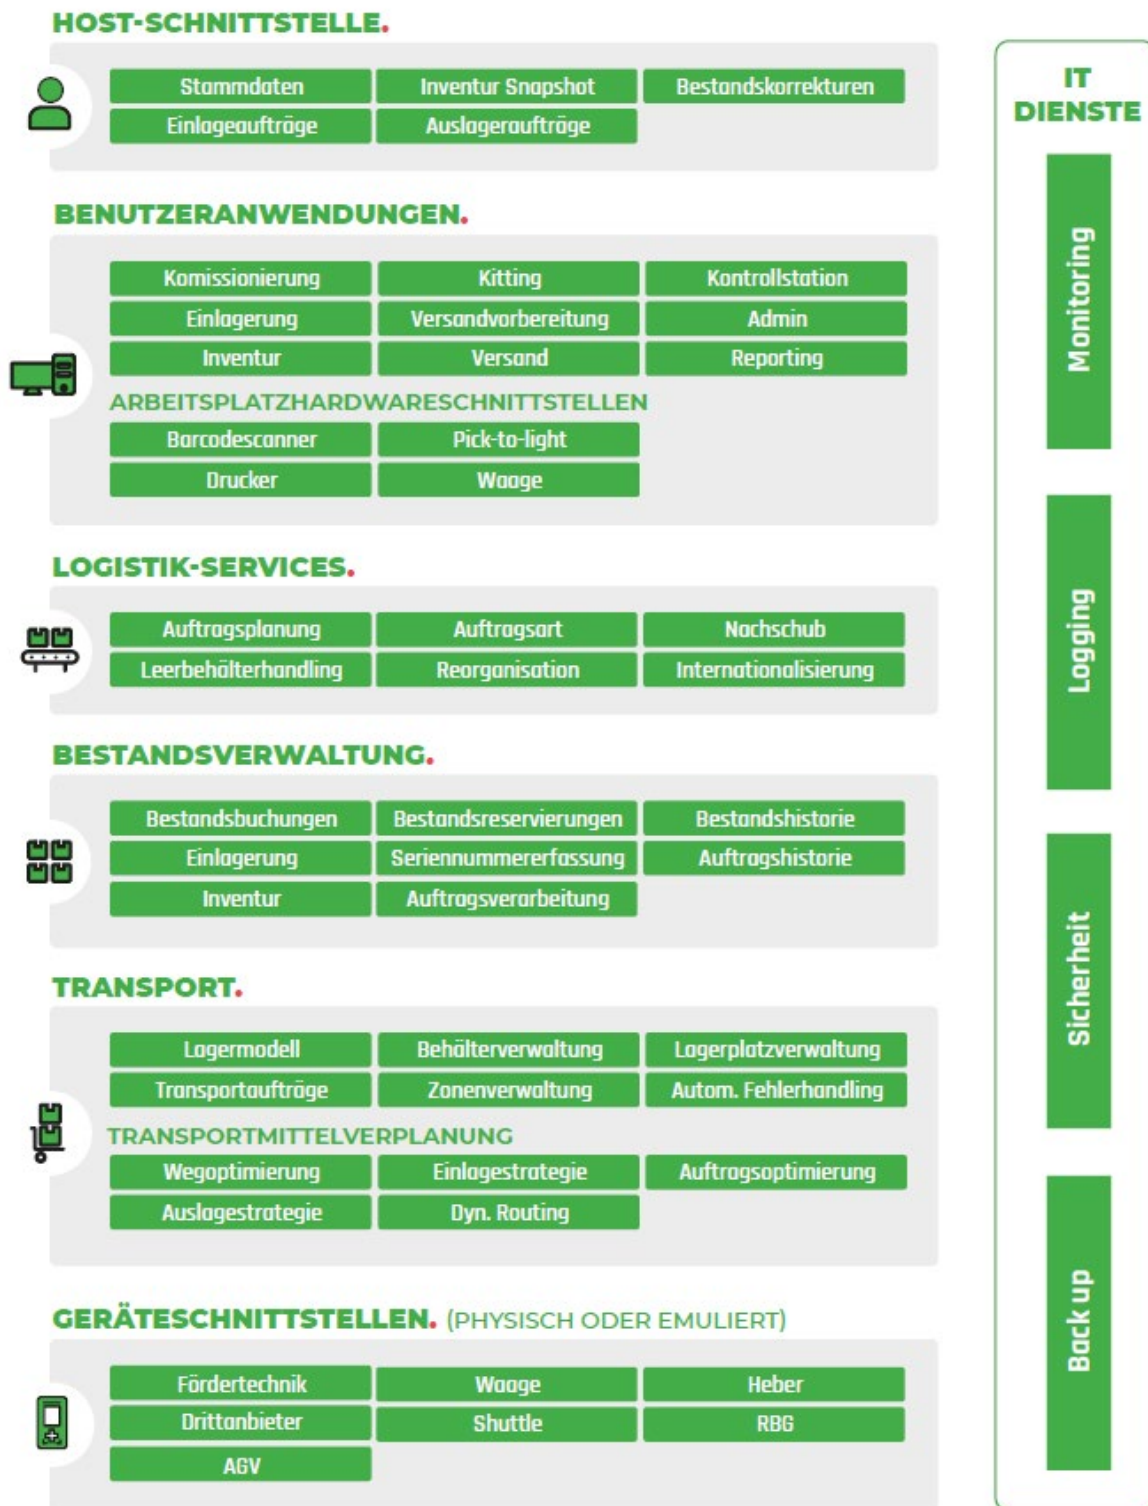 HOST-SCHNITTSTELLE.
Stammdaten Inventur Snapshot Bestandskorrekturen
Einlageaufträge Auslageraufträge
BENUTZERANWENDUNGEN.
Komissionierung Kitting Kontrollstation
Einlagerung Versandvorbereitung Admin
Inventur Versand Reporting
ARBEITSPLATZHARDWARESCHNITTSTELLEN
Barcodescanner Pick-to-light
Drucker Waage
LOGISTIK-SERVICES.
Auftragsplanung Auftragsart Nachschub
Leerbehälterhandling Reorganisation Internationalisierung
BESTANDSVERWALTUNG.
Bestandsbuchungen Bestandsreservierungen Bestandshistorie
Einlagerung Seriennummererfassung Auftragshistorie
Inventur Auftragsverarbeitung
TRANSPORT.
Lagermodell Behälterverwaltung Lagerplatzverwaltung
Transportaufträge Zonenverwaltung Autom. Fehlerhandling
TRANSPORTMITTELVERPLANUNG
Wegoptimierung Einlagestrategie Auftragsoptimierung
Auslagestrategie Dyn. Routing
GERÄTESCHNITTSTELLEN. (PHYSISCH ODER EMULIERT)
Fördertechnik Waage Heber
Drittanbieter Shuttle RBG
AGV
IT
DIENSTE
Monitoring
Logging
Sicherheit
Back up